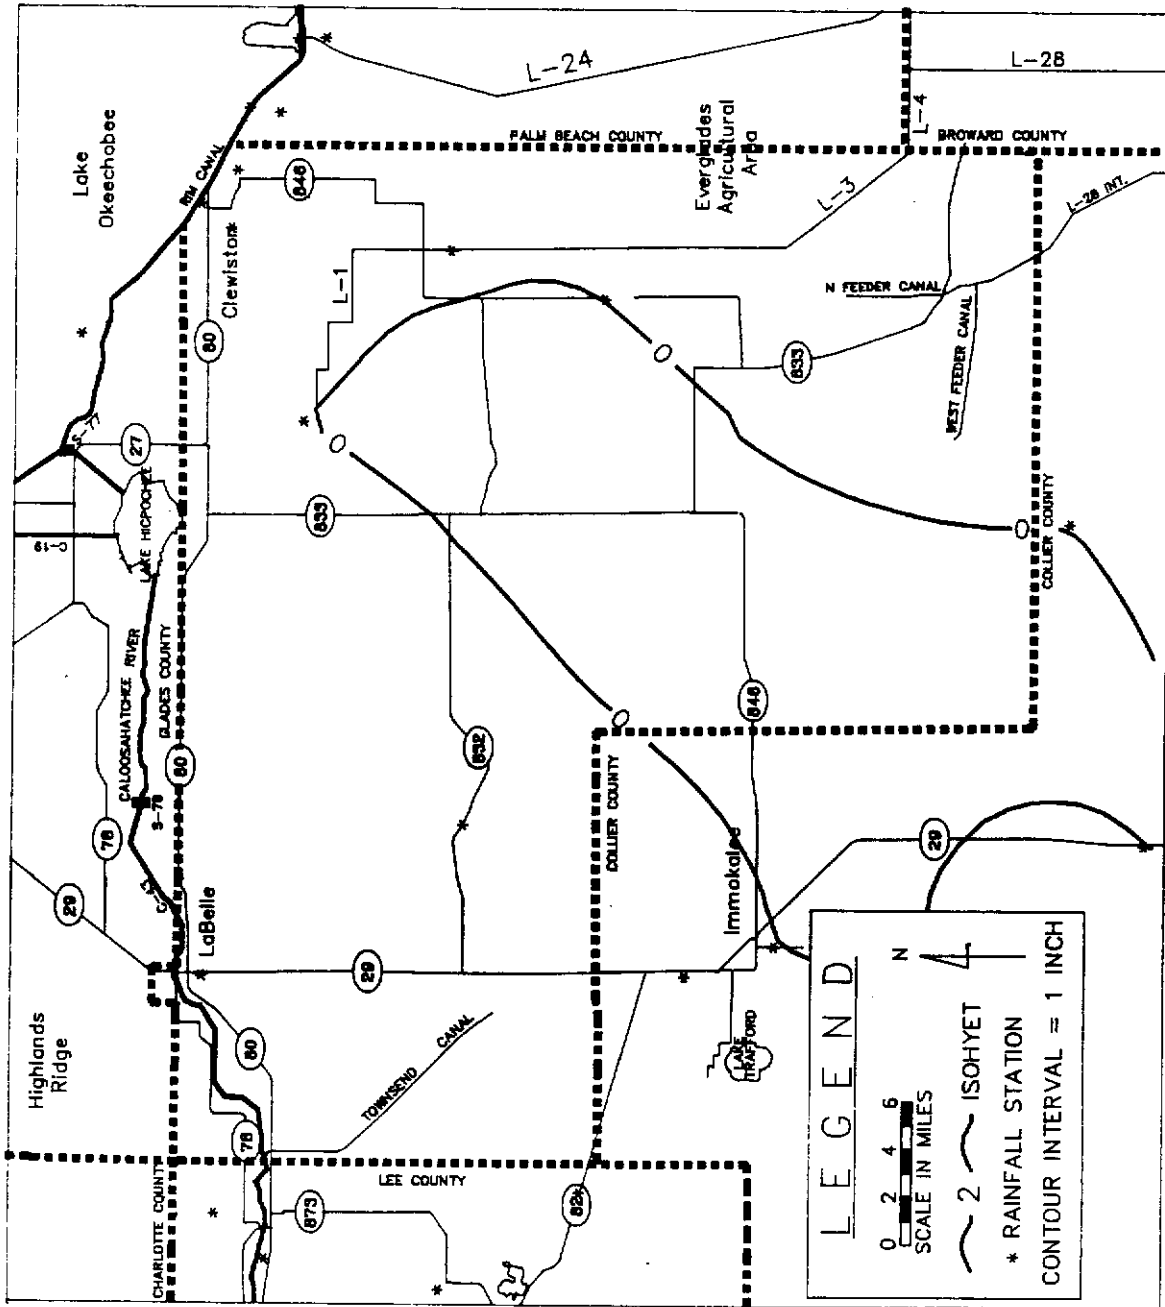 Highlands
Ridge
Lake
Okeechobee
29
78
C-19
S-77
27
LAKE HICPOCHEE
CALOOSAHATCHEE RIVER
GLADES COUNTY
S-78
80
LaBelle
RIM CANAL
80
Clewiston
846
PALM BEACH COUNTY
L-24
CHARLOTTE COUNTY
78
80
LEE COUNTY
873
TOWNSEND CANAL
29
833
L-1
0
832
0
0
Everglades
Agricultural
Area
L-3
L-4
L-28
BROWARD COUNTY
L-28 INT.
N FEEDER CANAL
WEST FEEDER CANAL
833
82
COLLIER COUNTY
Immokalee
846
LAKE
TRAFFORD
0
COLLIER COUNTY
29
LEGEND
0 2 4 6
SCALE IN MILES
N
2 ISOHYET
* RAINFALL STATION
CONTOUR INTERVAL = 1 INCH